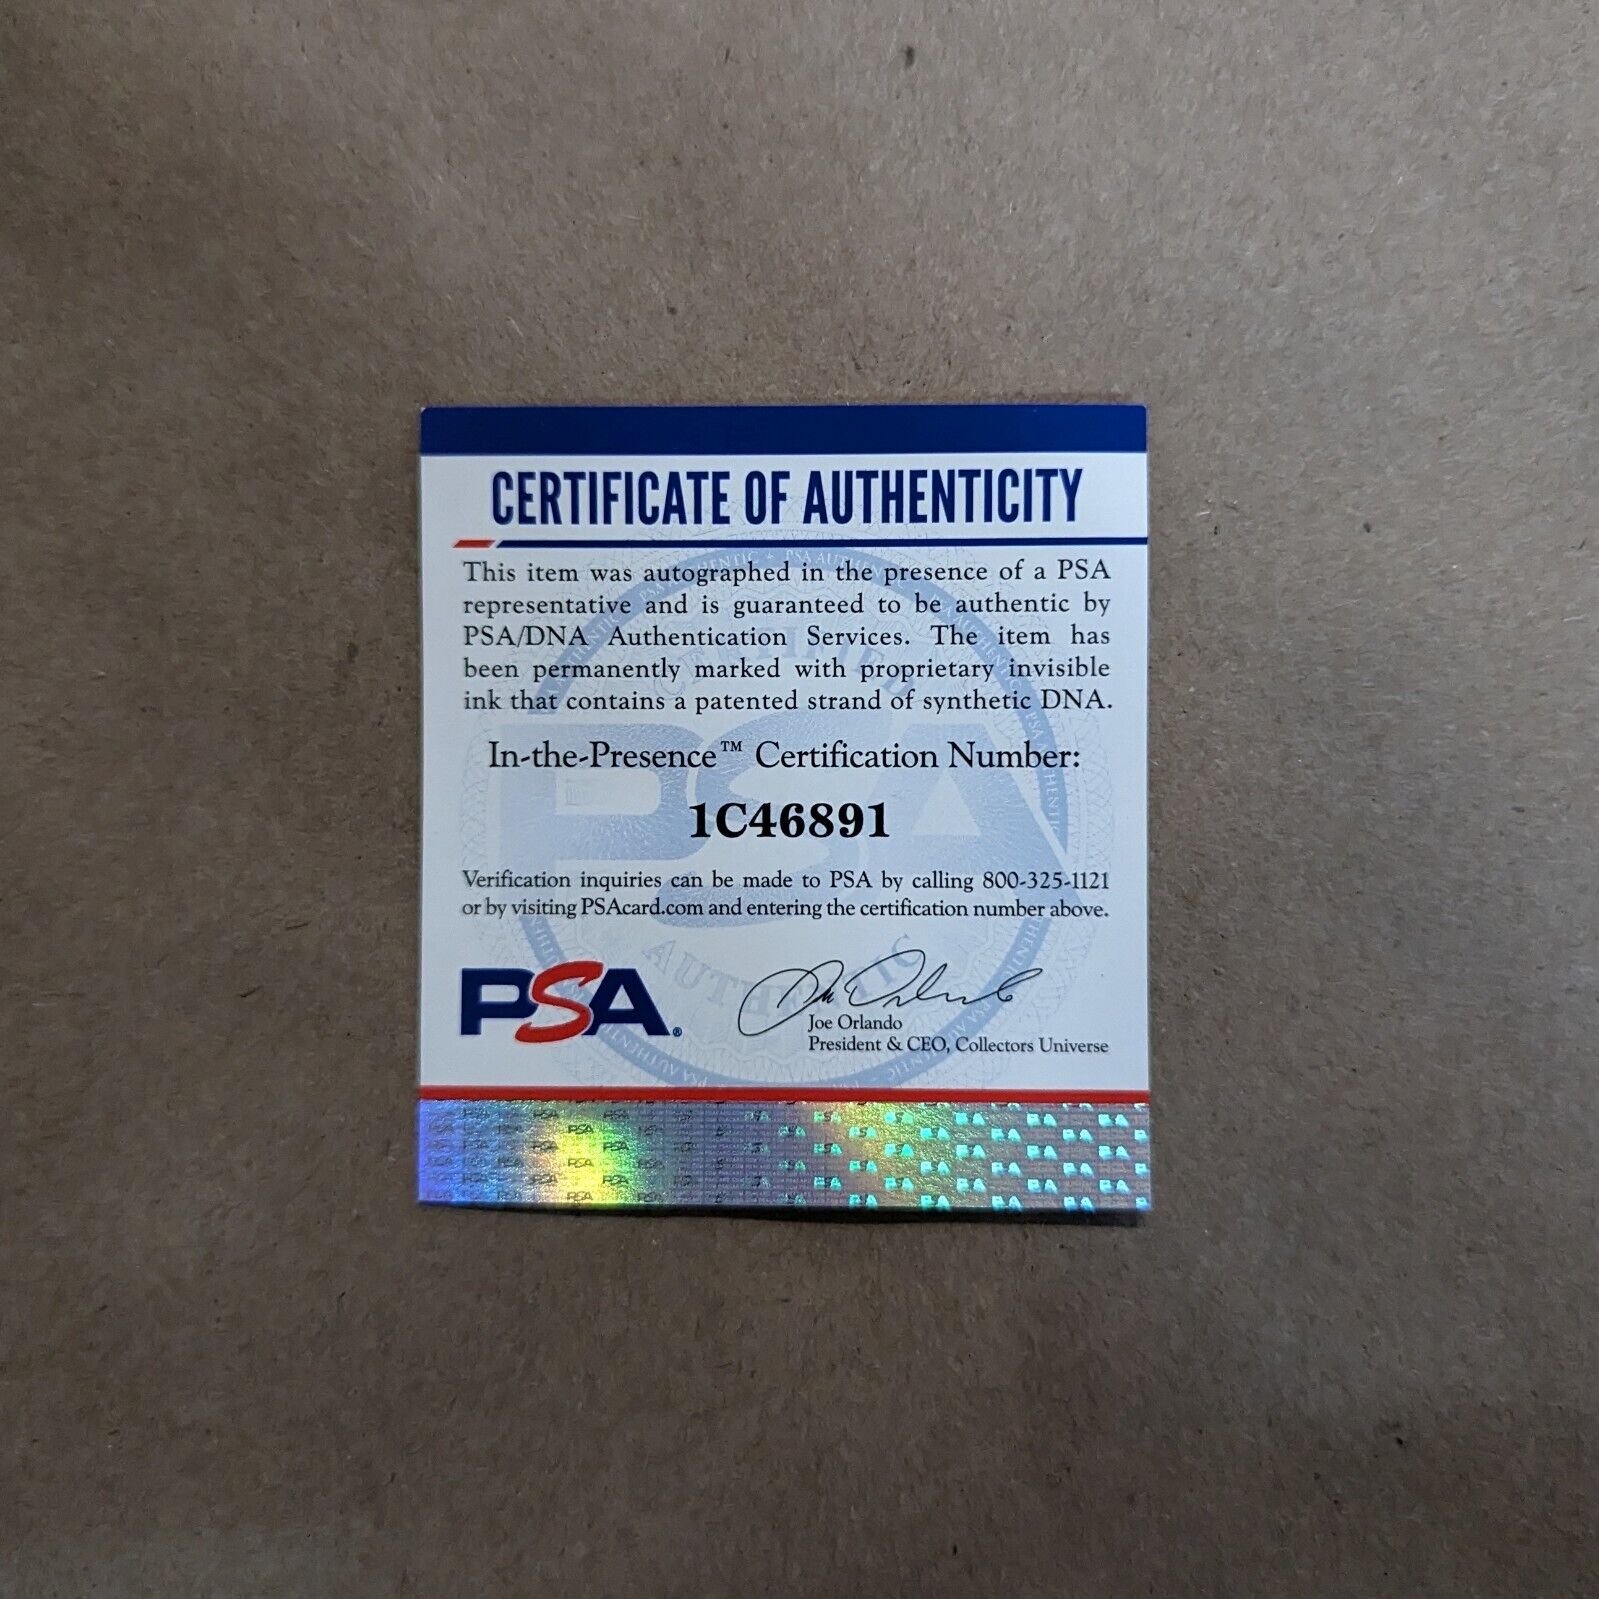 CERTIFICATE OF AUTHENTICITY
This item was autographed in the presence of a PSA
representative and is guaranteed to be authentic by
PSA/DNA Authentication Services. The item has
been permanently marked with proprietary invisible
ink that contains a patented strand of synthetic DNA.
In-the-Presence™ Certification Number:
1C46891
Verification inquiries can be made to PSA by calling 800-325-1121
or by visiting PSAcard.com and entering the certification number above.
PSA®
Joe Orlando
President & CEO, Collectors Universe